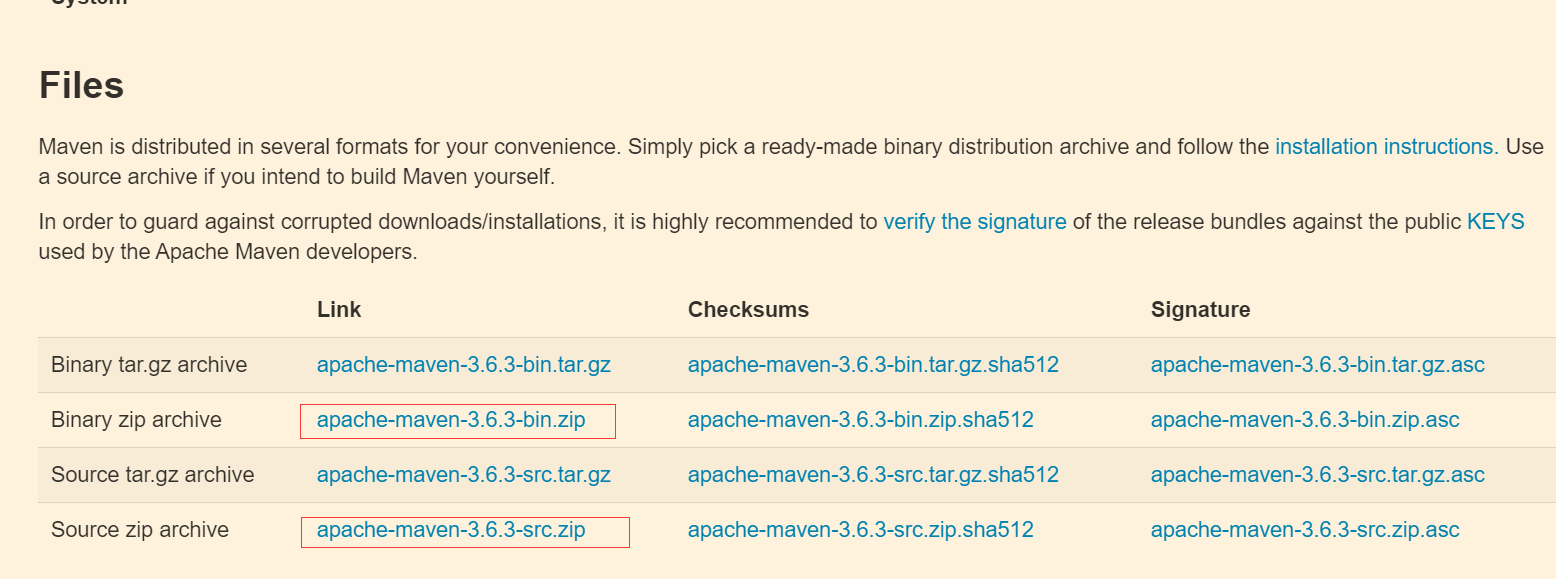 System
Files
Maven is distributed in several formats for your convenience. Simply pick a ready-made binary distribution archive and follow the installation instructions. Use
a source archive if you intend to build Maven yourself.
In order to guard against corrupted downloads/installations, it is highly recommended to verify the signature of the release bundles against the public KEYS
used by the Apache Maven developers.
Link Checksums Signature
Binary tar.gz archive apache-maven-3.6.3-bin.tar.gz apache-maven-3.6.3-bin.tar.gz.sha512 apache-maven-3.6.3-bin.tar.gz.asc
Binary zip archive apache-maven-3.6.3-bin.zip apache-maven-3.6.3-bin.zip.sha512 apache-maven-3.6.3-bin.zip.asc
Source tar.gz archive apache-maven-3.6.3-src.tar.gz apache-maven-3.6.3-src.tar.gz.sha512 apache-maven-3.6.3-src.tar.gz.asc
Source zip archive apache-maven-3.6.3-src.zip apache-maven-3.6.3-src.zip.sha512 apache-maven-3.6.3-src.zip.asc